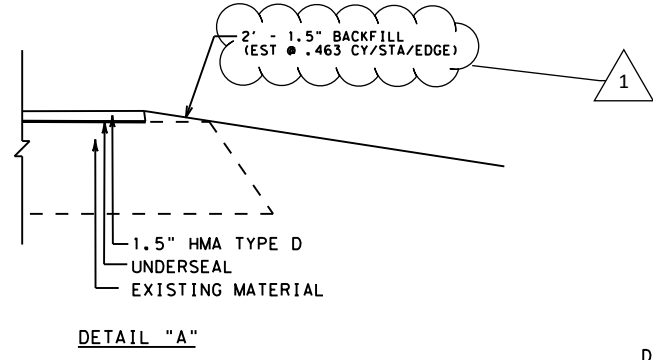 2' - 1.5" BACKFILL
(EST @ .463 CY/STA/EDGE)
1
1.5" HMA TYPE D
UNDERSEAL
EXISTING MATERIAL
DETAIL "A"
D